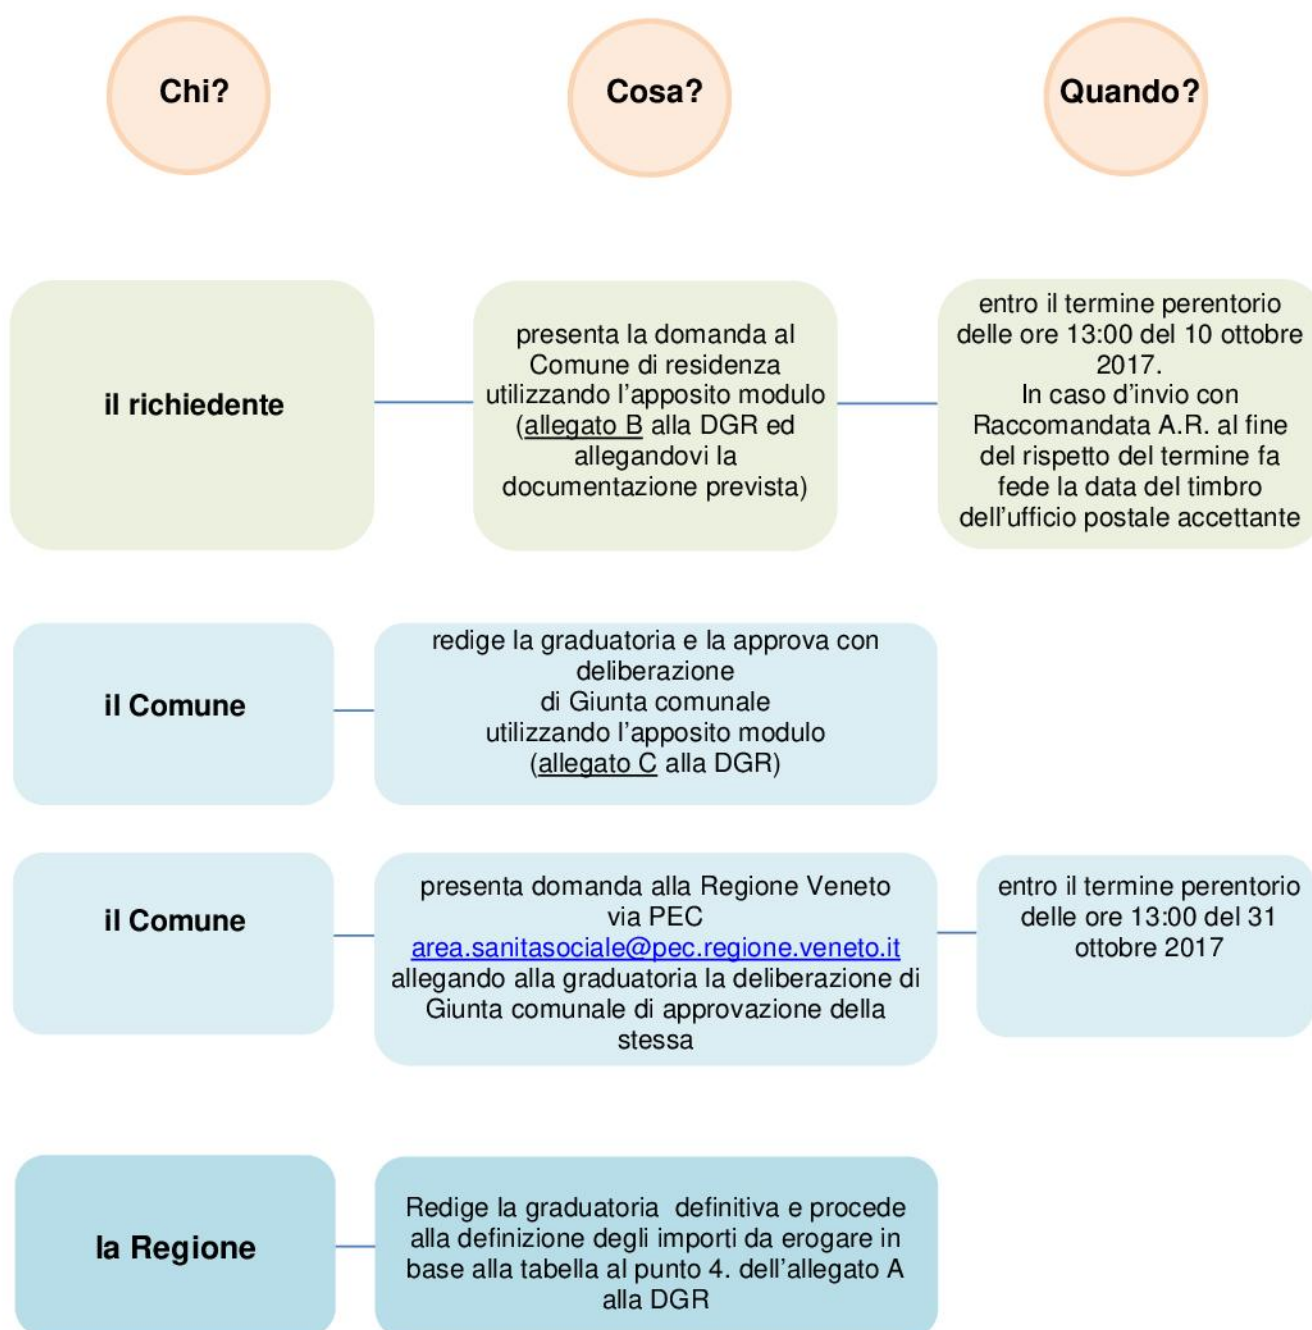 Chi?
Cosa?
Quando?
il richiedente
presenta la domanda al
Comune di residenza
utilizzando l’apposito modulo
(allegato B alla DGR ed
allegandovi la
documentazione prevista)
entro il termine perentorio
delle ore 13:00 del 10 ottobre
2017.
In caso d’invio con
Raccomandata A.R. al fine
del rispetto del termine fa
fede la data del timbro
dell’ufficio postale accettante
il Comune
redige la graduatoria e la approva con
deliberazione
di Giunta comunale
utilizzando l’apposito modulo
(allegato C alla DGR)
il Comune
presenta domanda alla Regione Veneto
via PEC
area.sanitasociale@pec.regione.veneto.it
allegando alla graduatoria la deliberazione di
Giunta comunale di approvazione della
stessa
entro il termine perentorio
delle ore 13:00 del 31
ottobre 2017
la Regione
Redige la graduatoria definitiva e procede
alla definizione degli importi da erogare in
base alla tabella al punto 4. dell’allegato A
alla DGR